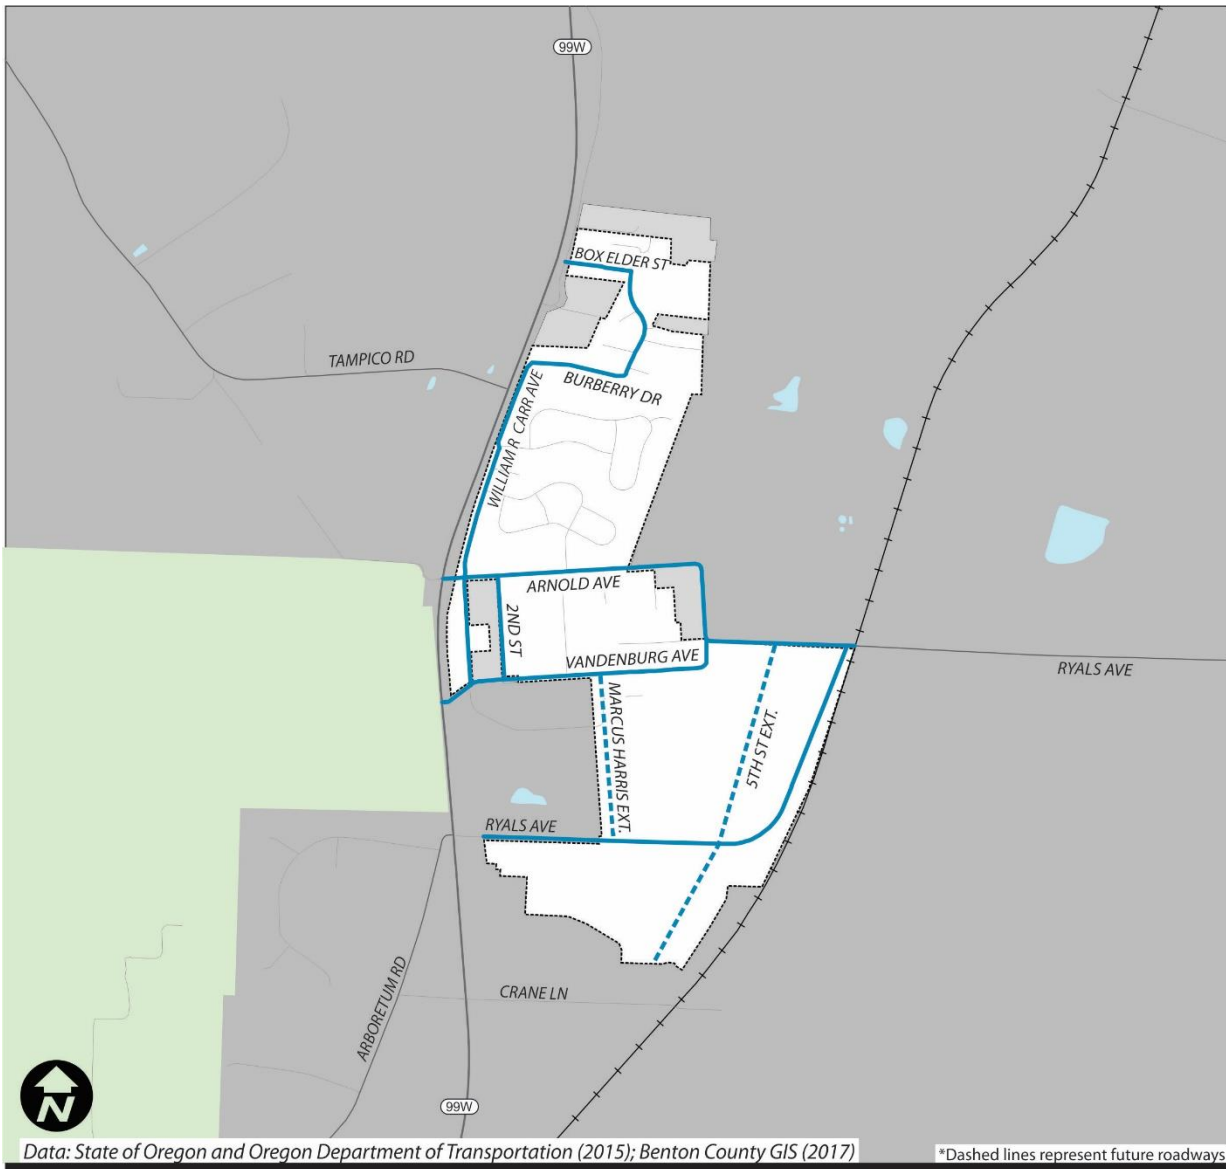 99W
BOX ELDER ST
TAMPICO RD
BURBERRY DR
WILLIAM R CARR AVE
ARNOLD AVE
2ND ST
VANDENBURG AVE
RYALS AVE
MARCUS HARRIS EXT.
5TH ST EXT.
RYALS AVE
ARBORETUM RD
CRANE LN
N
99W
Data: State of Oregon and Oregon Department of Transportation (2015); Benton County GIS (2017)
*Dashed lines represent future roadways